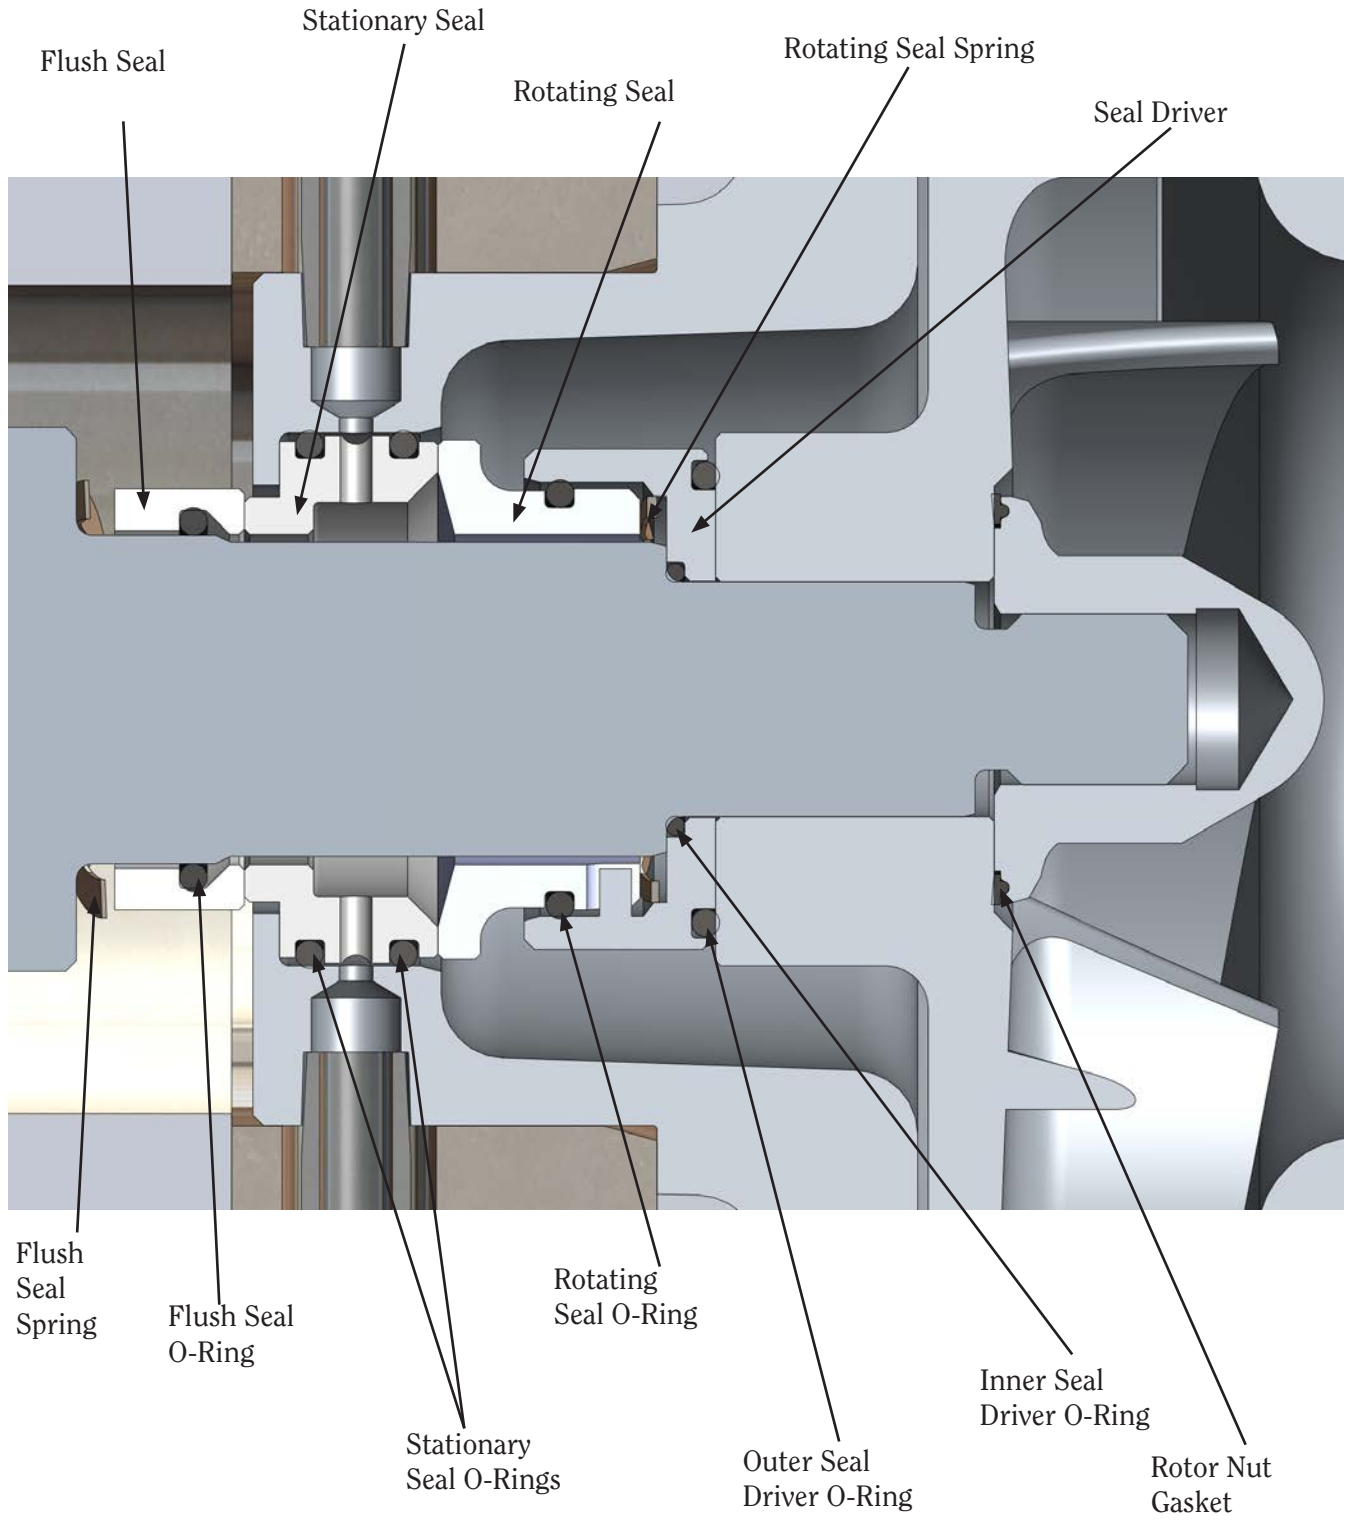 Stationary Seal
Flush Seal
Rotating Seal Spring
Rotating Seal
Seal Driver
Flush
Seal
Spring
Flush Seal
O-Ring
Rotating
Seal O-Ring
Stationary
Seal O-Rings
Inner Seal
Driver O-Ring
Outer Seal
Driver O-Ring
Rotor Nut
Gasket